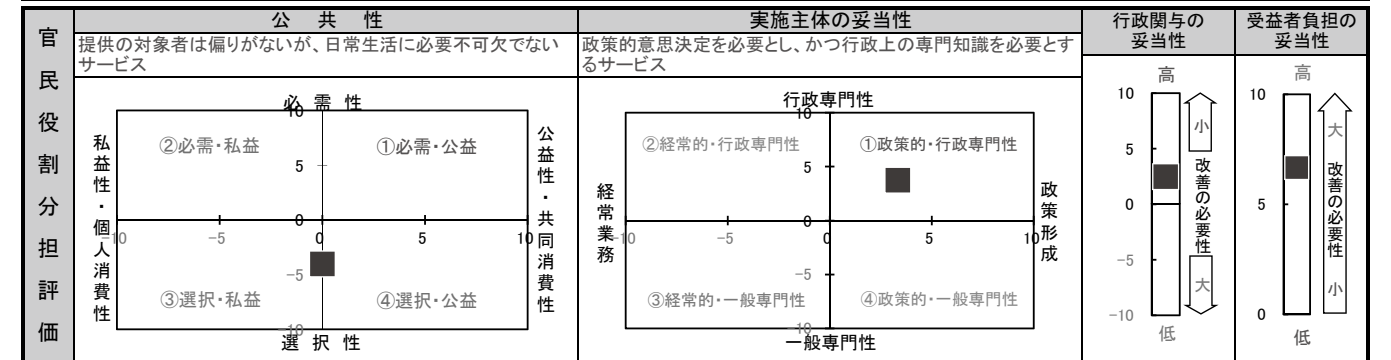 官民役割分担評価
公 共 性
提供の対象者は偏りがないが、日常生活に必要不可欠でない
サービス
必 需 性
10
私益性・個人消費性
②必需・私益
①必需・公益
公益性・共同消費性
5
0
-10
-5
0
5
10
-5
③選択・私益
④選択・公益
-10
選 択 性
実施主体の妥当性
政策的意思決定を必要とし、かつ行政上の専門知識を必要とす
るサービス
行政専門性
10
②経常的・行政専門性
①政策的・行政専門性
5
経常業務
政策形成
0
-10
-5
0
5
10
-5
③経常的・一般専門性
④政策的・一般専門性
-10
一般専門性
行政関与の
妥当性
高
10
5
0
-5
-10
低
小
改善の必要性
大
受益者負担の
妥当性
高
10
5
0
低
大
改善の必要性
小